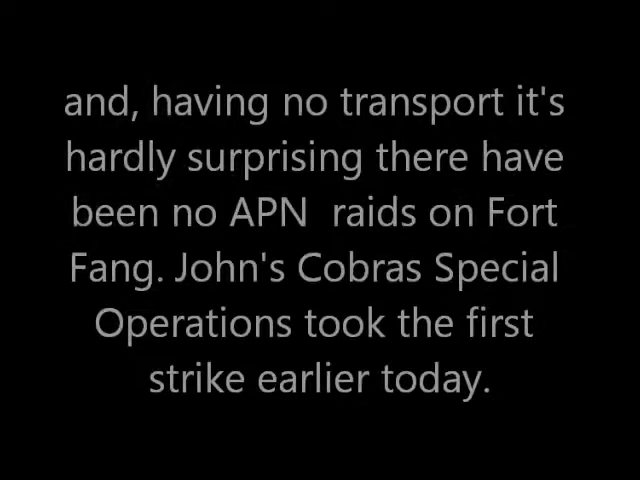 and, having no transport it's
hardly surprising there have
been no APN  raids on Fort
Fang. John's Cobras Special
Operations took the first
strike earlier today.